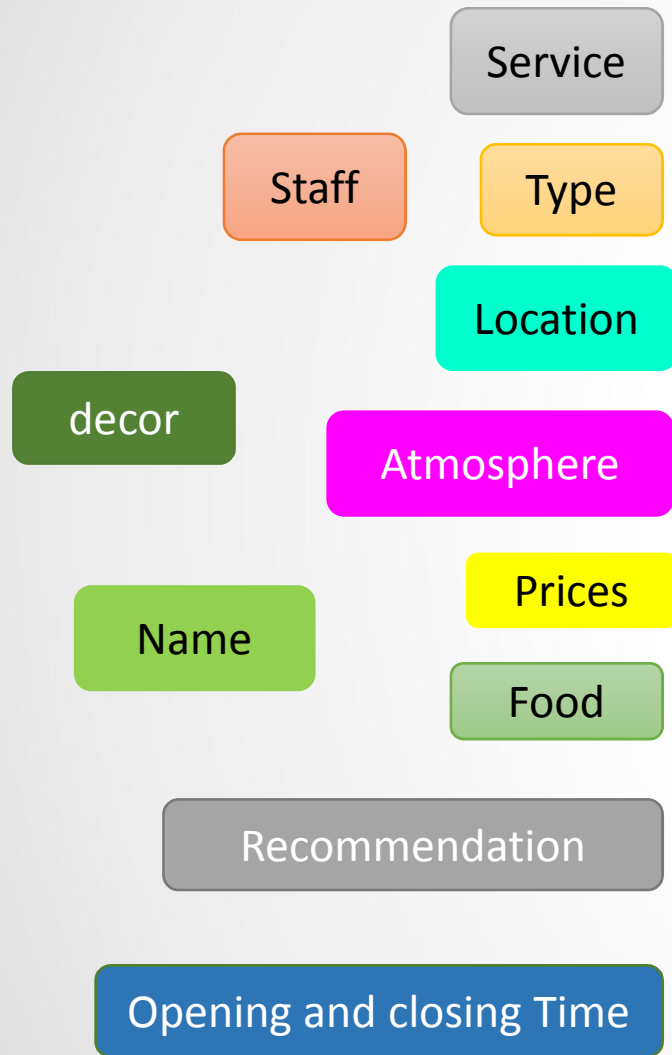 Service
Staff
Type
Location
decor
Atmosphere
Prices
Name
Food
Recommendation
Opening and closing Time